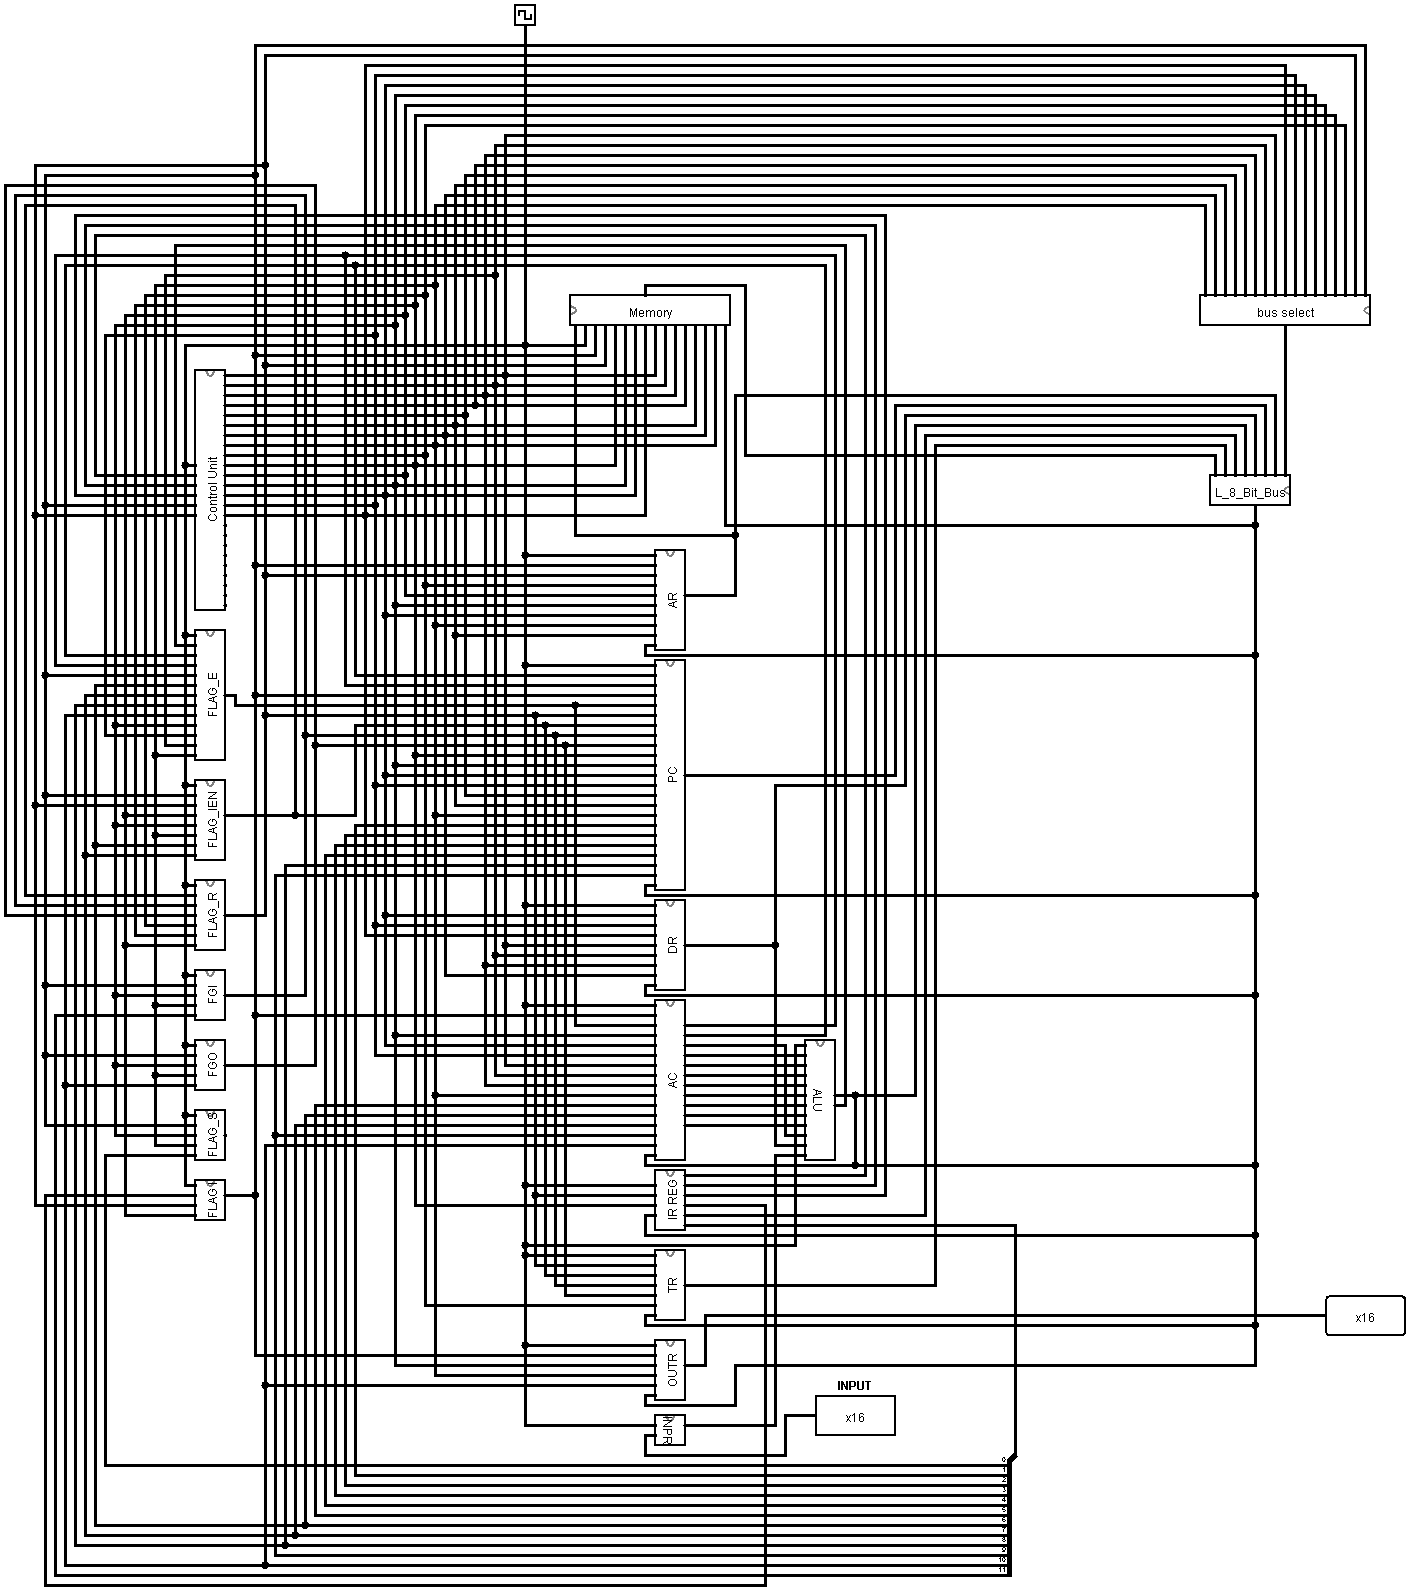 Memory
bus select
Control Unit
L_8_Bit_Bus
AR
FLAG_E
PC
FLAG_IEN
FLAG_R
DR
FGI
FGO
AC
ALU
FLAG_S
IR REG
FLAG
TR
x16
OUTR
INPUT
x16
INPR
0
1
2
3
4
5
6
7
8
9
10
11